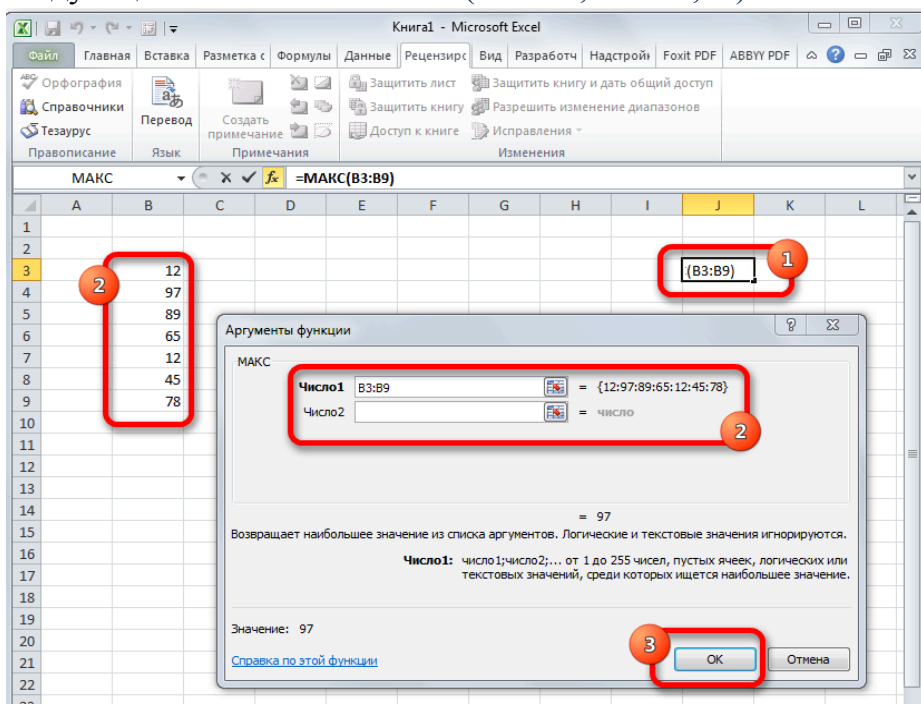 Книга1 - Microsoft Excel
Файл Главная Вставка Разметка с Формулы Данные Рецензирс Вид Разработч Надстройк Foxit PDF ABBYY PDF
ABC Орфография
Справочники
Тезаурус
Правописание
Перевод
Язык
Создать примечание
Примечания
Защитить лист
Защитить книгу
Доступ к книге
Защитить книгу и дать общий доступ
Разрешить изменение диапазонов
Исправления
Изменения
МАКС fx =МАКС(B3:B9)
A B C D E F G H I J K L
1
2
3 12 (B3:B9) 1
4 97
2
5 89
6 65
7 12
8 45
9 78
10
11
12
13
14
15
16
17
18
19
20
21
22
Аргументы функции
МАКС
Число1 B3:B9 = {12:97:89:65:12:45:78}
Число2 = число
2
= 97
Возвращает наибольшее значение из списка аргументов. Логические и текстовые значения игнорируются.
Число1: число1;число2;... от 1 до 255 чисел, пустых ячеек, логических или
текстовых значений, среди которых ищется наибольшее значение.
Значение: 97
3
Справка по этой функции
ОК Отмена